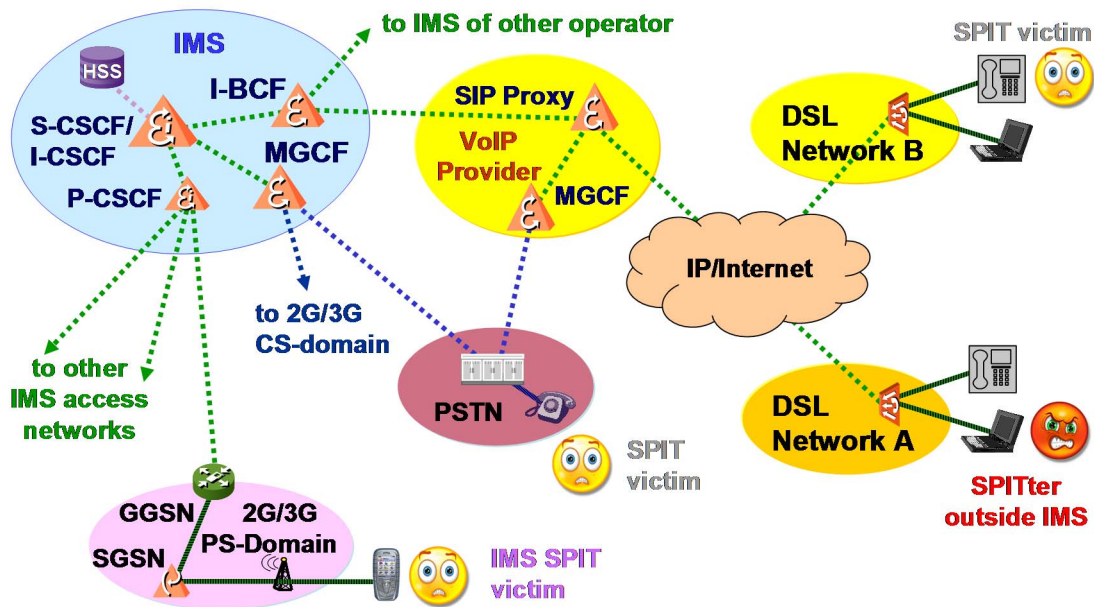 to IMS of other operator
SPIT victim
IMS
HSS
I-BCF
S-CSCF/
I-CSCF
MGCF
P-CSCF
SIP Proxy
VoIP
Provider
MGCF
DSL
Network B
IP/Internet
to 2G/3G
CS-domain
to other
IMS access
networks
PSTN
SPIT
victim
DSL
Network A
SPITter
outside IMS
GGSN
2G/3G
PS-Domain
SGSN
IMS SPIT
victim